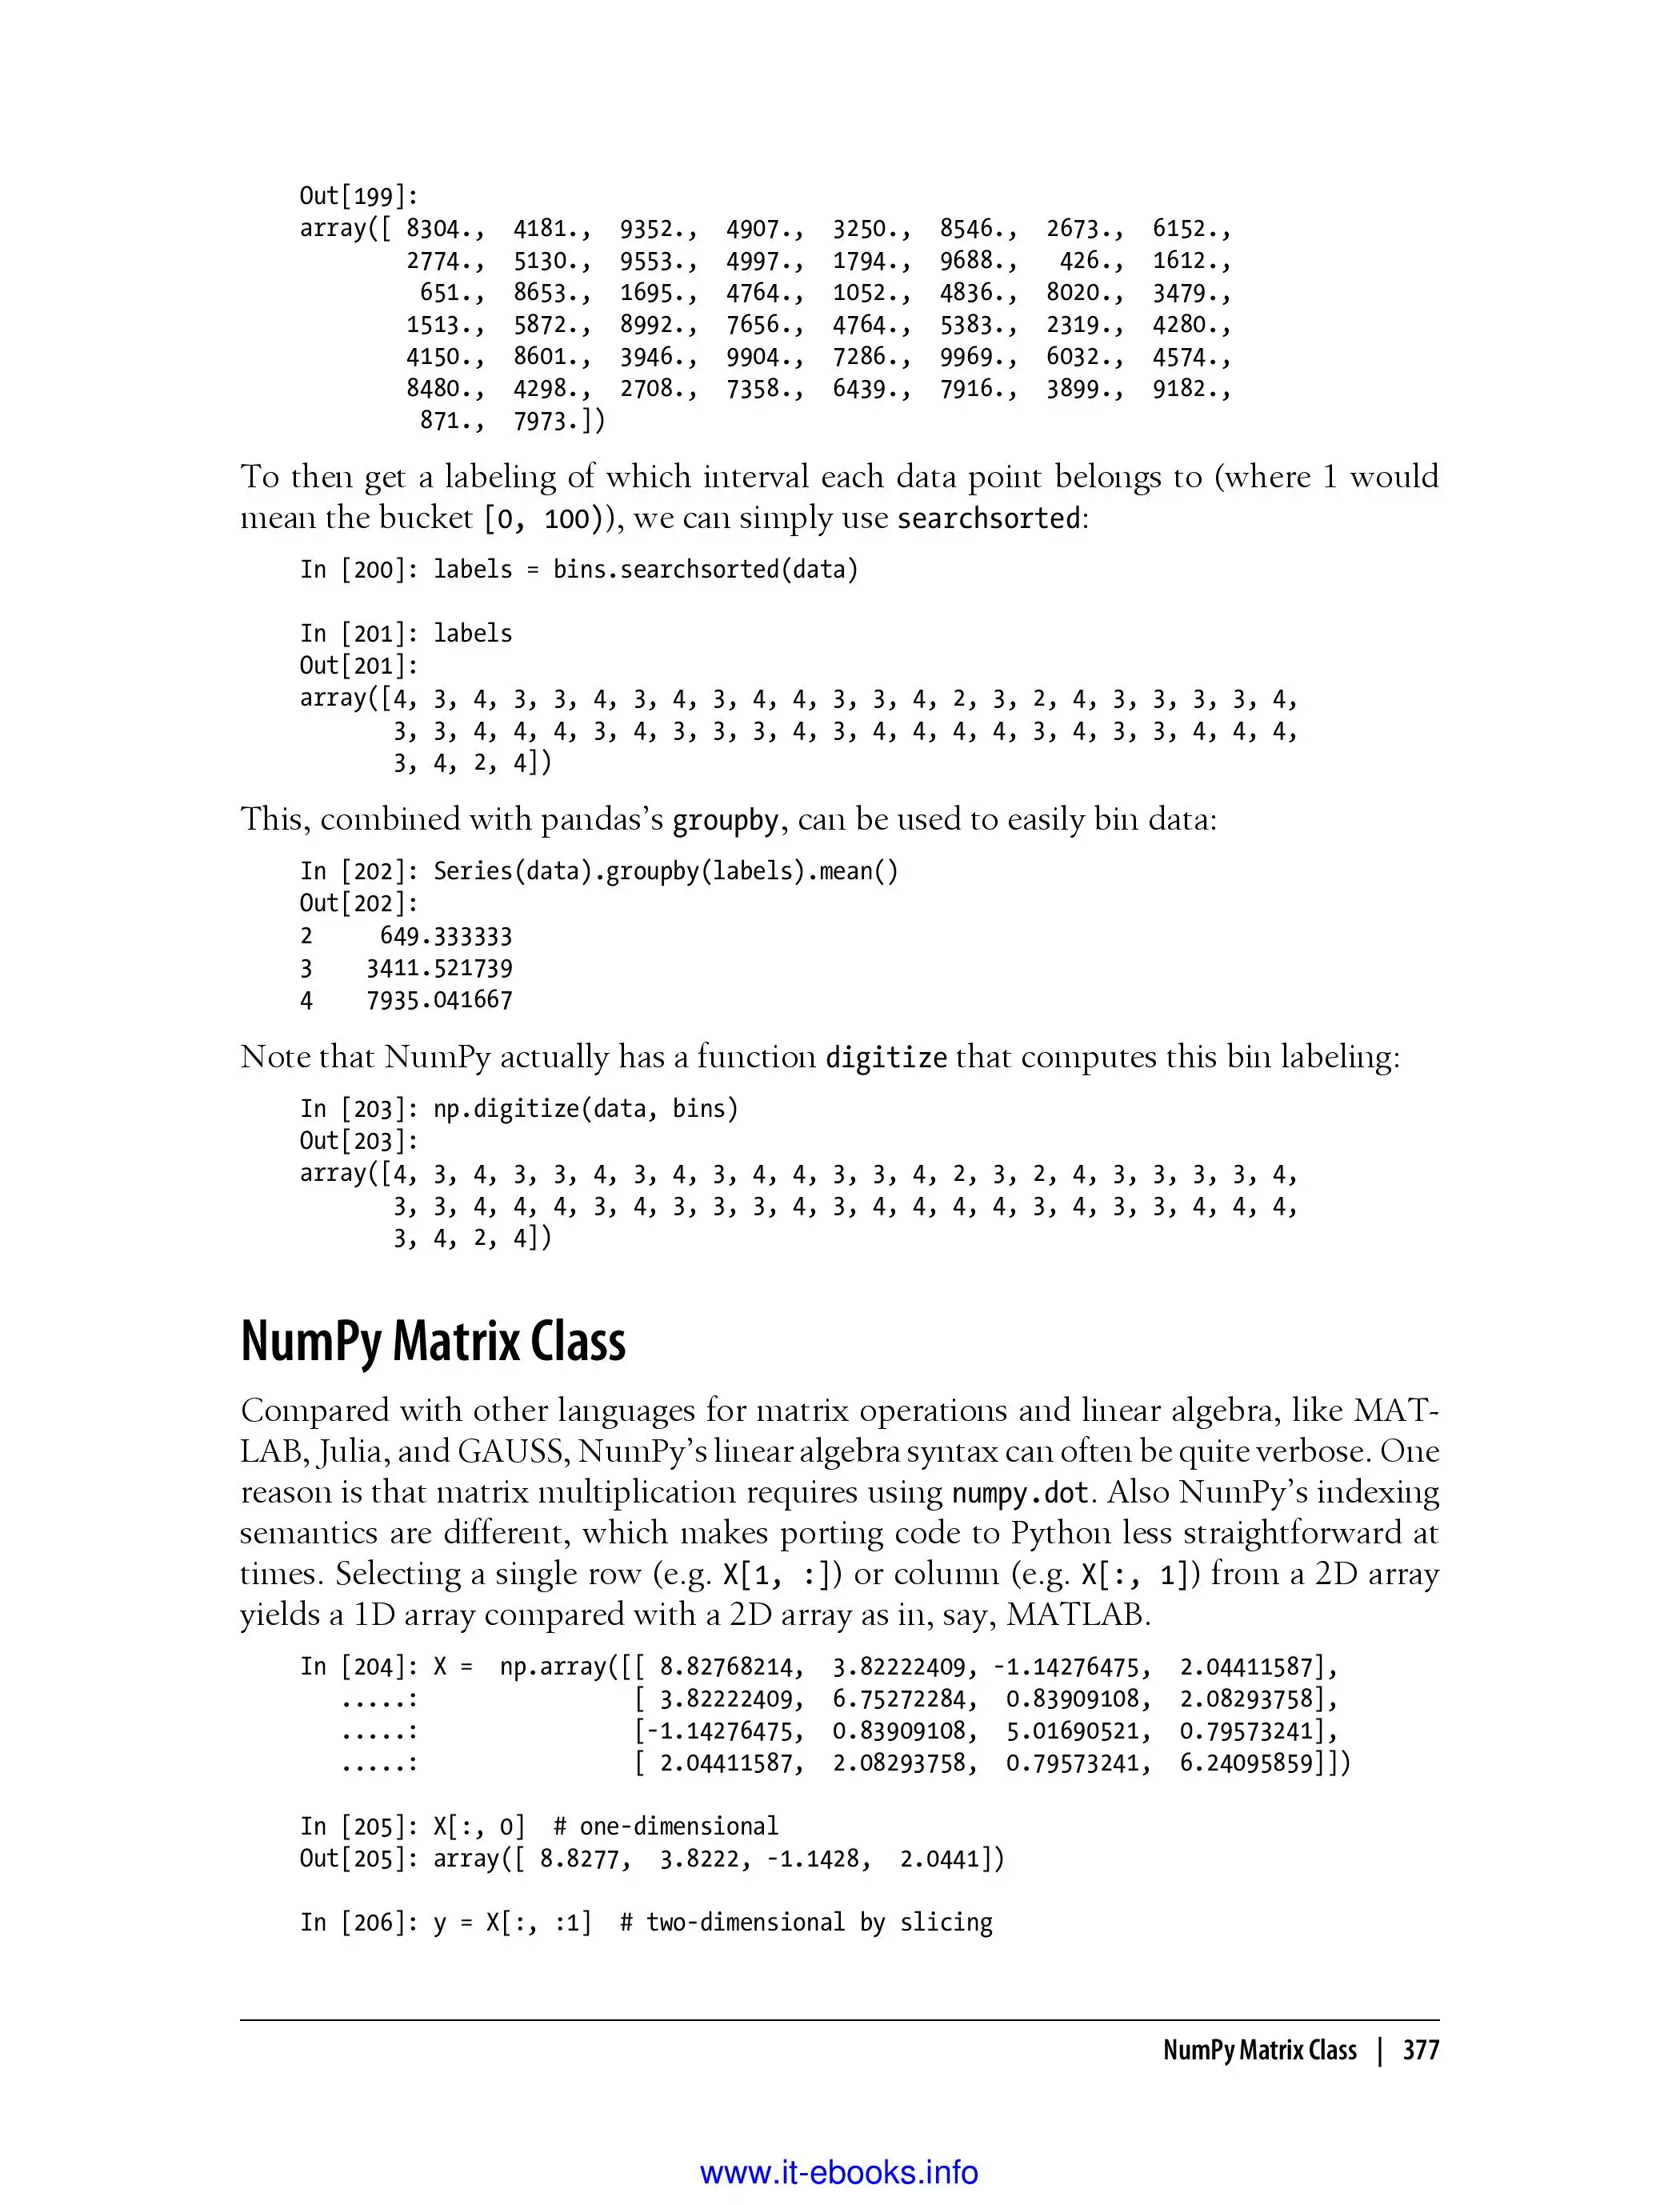 Out[199]:
array([ 8304.,  4181.,  9352.,  4907.,  3250.,  8546.,  2673.,  6152.,
        2774.,  5130.,  9553.,  4997.,  1794.,  9688.,   426.,  1612.,
         651.,  8653.,  1695.,  4764.,  1052.,  4836.,  8020.,  3479.,
        1513.,  5872.,  8992.,  7656.,  4764.,  5383.,  2319.,  4280.,
        4150.,  8601.,  3946.,  9904.,  7286.,  9969.,  6032.,  4574.,
        8480.,  4298.,  2708.,  7358.,  6439.,  7916.,  3899.,  9182.,
         871.,  7973.])
To then get a labeling of which interval each data point belongs to (where 1 would
mean the bucket [0, 100)), we can simply use searchsorted:
In [200]: labels = bins.searchsorted(data)
In [201]: labels
Out[201]:
array([4, 3, 4, 3, 3, 4, 3, 4, 3, 4, 4, 3, 3, 4, 2, 3, 2, 4, 3, 3, 3, 3, 4,
       3, 3, 4, 4, 4, 3, 4, 3, 3, 3, 4, 3, 4, 4, 4, 4, 3, 4, 3, 3, 4, 4, 4,
       3, 4, 2, 4])
This, combined with pandas’s groupby, can be used to easily bin data:
In [202]: Series(data).groupby(labels).mean()
Out[202]:
2     649.333333
3    3411.521739
4    7935.041667
Note that NumPy actually has a function digitize that computes this bin labeling:
In [203]: np.digitize(data, bins)
Out[203]:
array([4, 3, 4, 3, 3, 4, 3, 4, 3, 4, 4, 3, 3, 4, 2, 3, 2, 4, 3, 3, 3, 3, 4,
       3, 3, 4, 4, 4, 3, 4, 3, 3, 3, 4, 3, 4, 4, 4, 4, 3, 4, 3, 3, 4, 4, 4,
       3, 4, 2, 4])
NumPy Matrix Class
Compared with other languages for matrix operations and linear algebra, like MAT-
LAB, Julia, and GAUSS, NumPy’s linear algebra syntax can often be quite verbose. One
reason is that matrix multiplication requires using numpy.dot. Also NumPy’s indexing
semantics are different, which makes porting code to Python less straightforward at
times. Selecting a single row (e.g. X[1, :]) or column (e.g. X[:, 1]) from a 2D array
yields a 1D array compared with a 2D array as in, say, MATLAB.
In [204]: X =  np.array([[ 8.82768214,  3.82222409, -1.14276475,  2.04411587],
   .....:                [ 3.82222409,  6.75272284,  0.83909108,  2.08293758],
   .....:                [-1.14276475,  0.83909108,  5.01690521,  0.79573241],
   .....:                [ 2.04411587,  2.08293758,  0.79573241,  6.24095859]])
In [205]: X[:, 0]  # one-dimensional
Out[205]: array([ 8.8277,  3.8222, -1.1428,  2.0441])
In [206]: y = X[:, :1]  # two-dimensional by slicing
NumPy Matrix Class | 377
www.it-ebooks.info